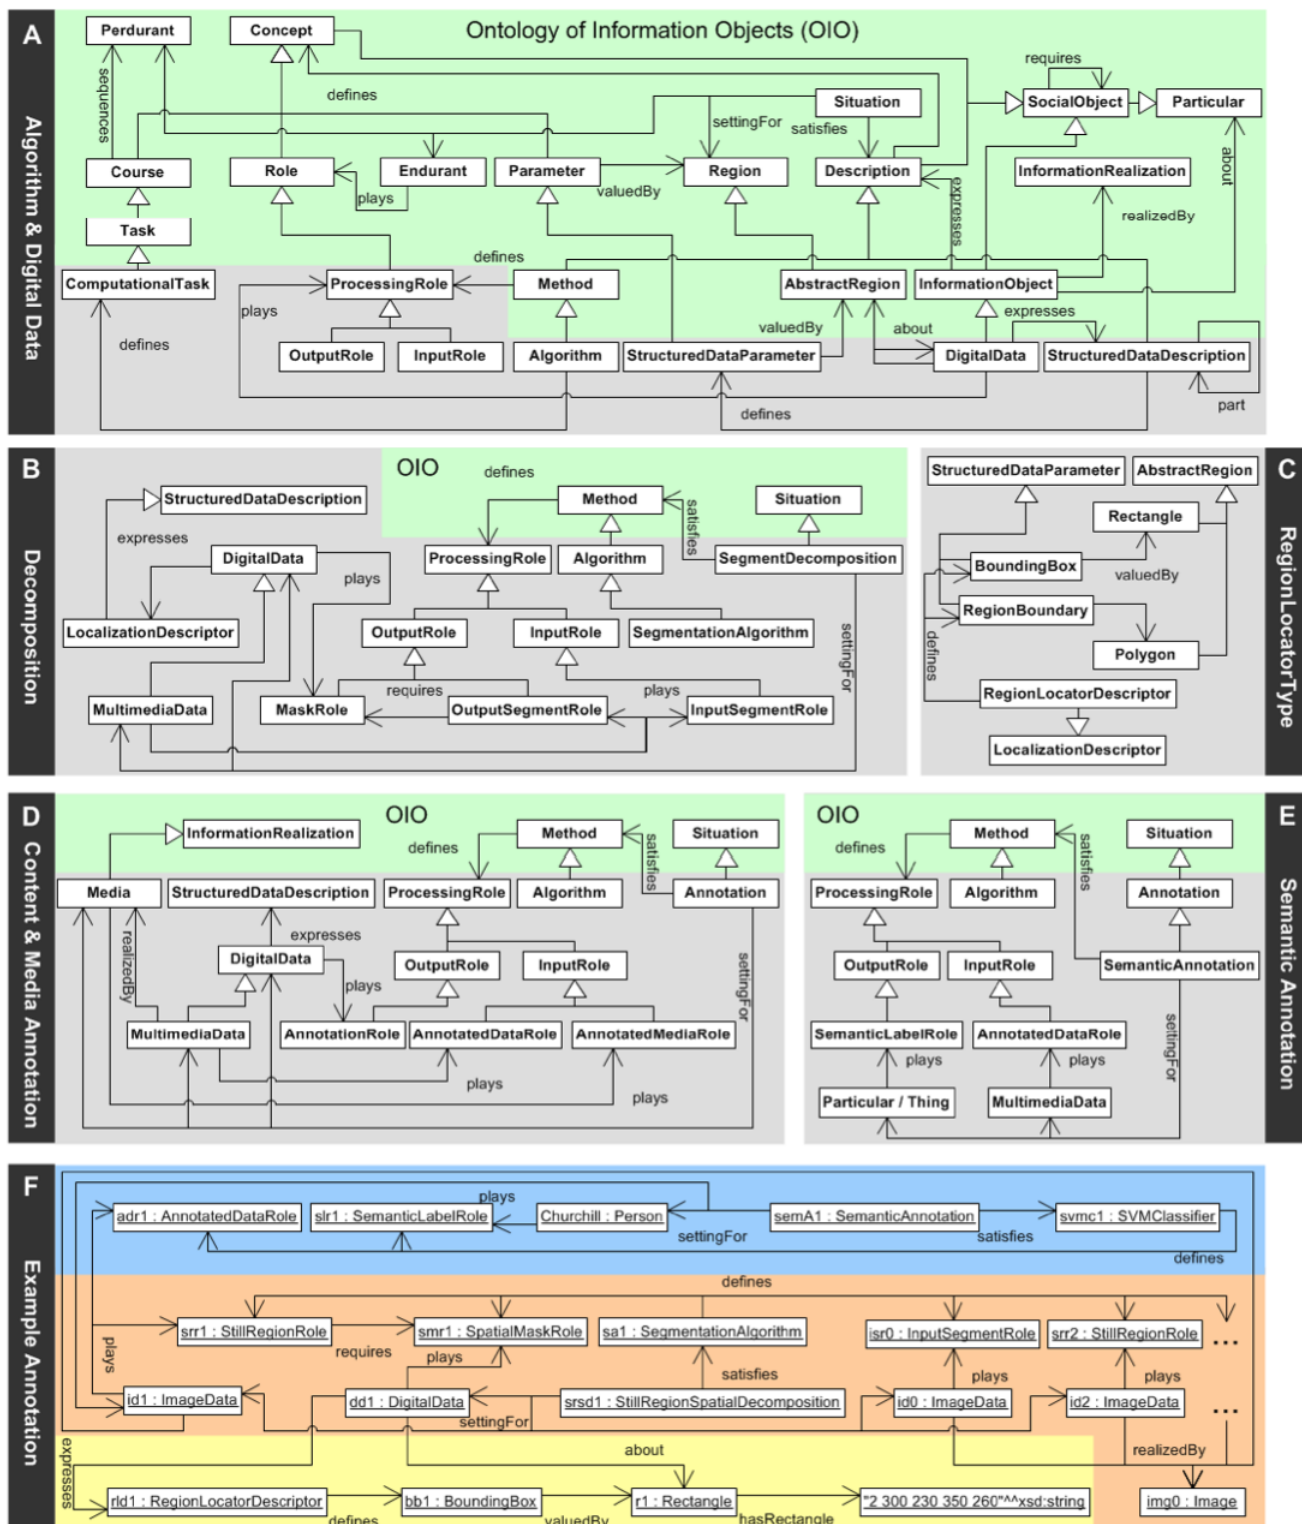 A
Algorithm & Digital Data
Ontology of Information Objects (OIO)
Perdurant
Concept
requires
sequences
defines
Situation
SocialObject
Particular
settingFor
satisfies
Course
Role
Endurant
Parameter
Region
Description
InformationRealization
about
plays
valuedBy
expresses
realizedBy
Task
defines
ComputationalTask
ProcessingRole
Method
AbstractRegion
InformationObject
plays
expresses
valuedBy
about
defines
OutputRole
InputRole
Algorithm
StructuredDataParameter
DigitalData
StructuredDataDescription
defines
part
B
Decomposition
OIO
defines
StructuredDataDescription
Method
Situation
satisfies
expresses
DigitalData
ProcessingRole
Algorithm
SegmentDecomposition
plays
LocalizationDescriptor
OutputRole
InputRole
SegmentationAlgorithm
settingFor
requires
plays
MultimediaData
MaskRole
OutputSegmentRole
InputSegmentRole
C
RegionLocatorType
StructuredDataParameter
AbstractRegion
Rectangle
BoundingBox
valuedBy
RegionBoundary
defines
Polygon
RegionLocatorDescriptor
LocalizationDescriptor
D
Content & Media Annotation
OIO
InformationRealization
Method
Situation
defines
satisfies
Media
StructuredDataDescription
ProcessingRole
Algorithm
Annotation
realizedBy
expresses
DigitalData
OutputRole
InputRole
plays
settingFor
MultimediaData
AnnotationRole
AnnotatedDataRole
AnnotatedMediaRole
plays
plays
E
Semantic Annotation
OIO
Method
Situation
defines
satisfies
ProcessingRole
Algorithm
Annotation
OutputRole
InputRole
SemanticAnnotation
SemanticLabelRole
AnnotatedDataRole
settingFor
plays
plays
Particular / Thing
MultimediaData
F
Example Annotation
plays
adr1 : AnnotatedDataRole
slr1 : SemanticLabelRole
Churchill : Person
semA1 : SemanticAnnotation
svmc1 : SVMClassifier
settingFor
satisfies
defines
defines
srr1 : StillRegionRole
smr1 : SpatialMaskRole
sa1 : SegmentationAlgorithm
isr0 : InputSegmentRole
srr2 : StillRegionRole
...
plays
requires
plays
satisfies
plays
plays
id1 : ImageData
dd1 : DigitalData
srsd1 : StillRegionSpatialDecomposition
id0 : ImageData
id2 : ImageData
...
settingFor
expresses
about
realizedBy
rld1 : RegionLocatorDescriptor
bb1 : BoundingBox
r1 : Rectangle
"2 300 230 350 260"^^xsd:string
img0 : Image
defines
valuedBy
hasRectangle